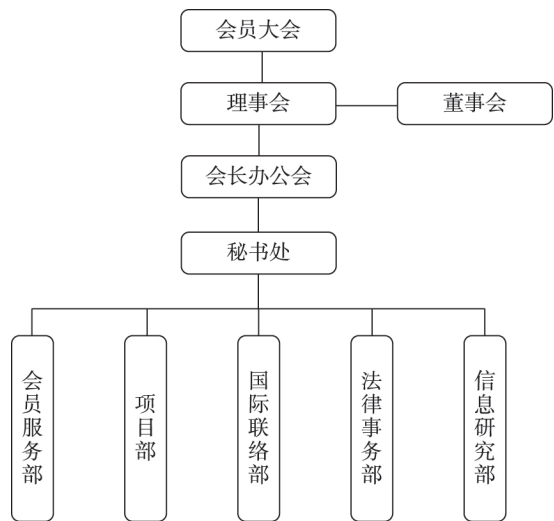 会员大会
理事会
董事会
会长办公会
秘书处
会员服务部
项目部
国际联络部
法律事务部
信息研究部